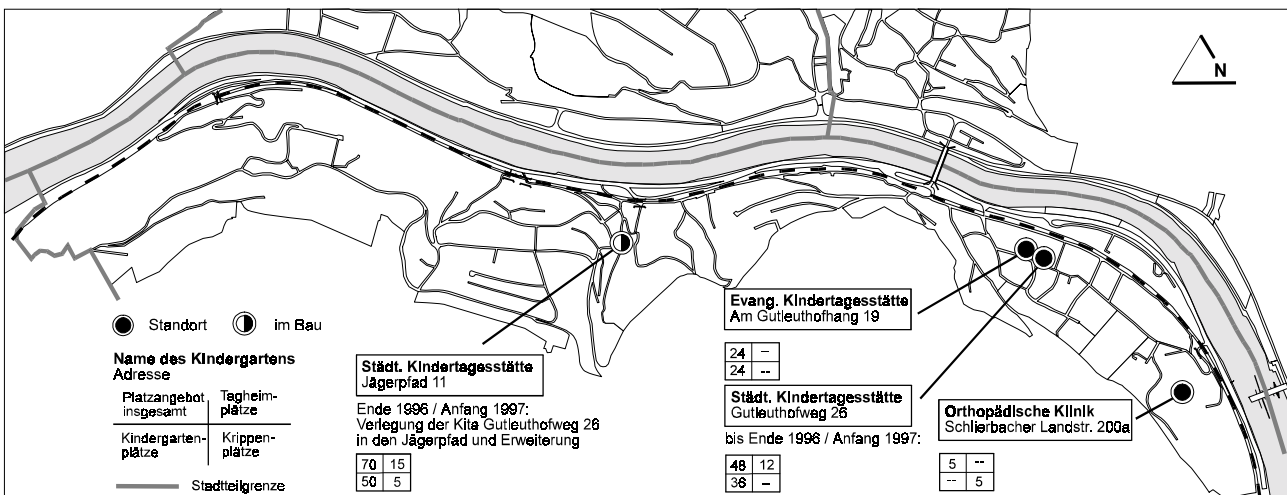 N
Standort
im Bau
Name des Kindergartens
Adresse
Platzangebot insgesamt
Tagheim-
plätze
Kindergarten-
plätze
Krippen-
plätze
Stadtteilgrenze
Städt. Kindertagesstätte
Jägerpfad 11
Ende 1996 / Anfang 1997:
Verlegung der Kita Gutleuthofweg 26
in den Jägerpfad und Erweiterung
70 15
50 5
Evang. Kindertagesstätte
Am Gutleuthofhang 19
24 –
24 --
Städt. Kindertagesstätte
Gutleuthofweg 26
bis Ende 1996 / Anfang 1997:
48 12
36 –
Orthopädische Klinik
Schlierbacher Landstr. 200a
5 --
-- 5